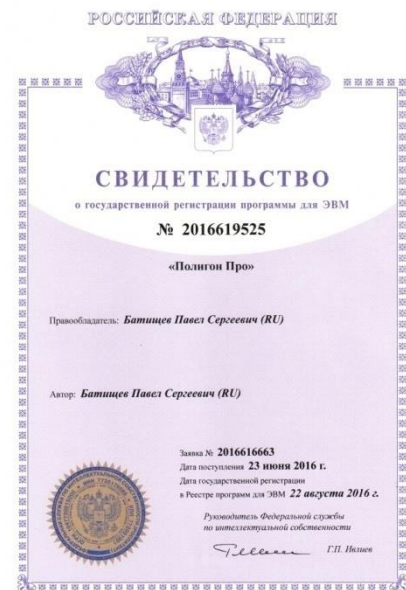 РОССИЙСКАЯ ФЕДЕРАЦИЯ
СВИДЕТЕЛЬСТВО
о государственной регистрации программы для ЭВМ
№ 2016619525
«Полигон Про»
Правообладатель: Батищев Павел Сергеевич (RU)
Автор: Батищев Павел Сергеевич (RU)
Заявка № 2016616663
Дата поступления 23 июня 2016 г.
Дата государственной регистрации
в Реестре программ для ЭВМ 22 августа 2016 г.
Руководитель Федеральной службы
по интеллектуальной собственности
Г.П. Ивлиев